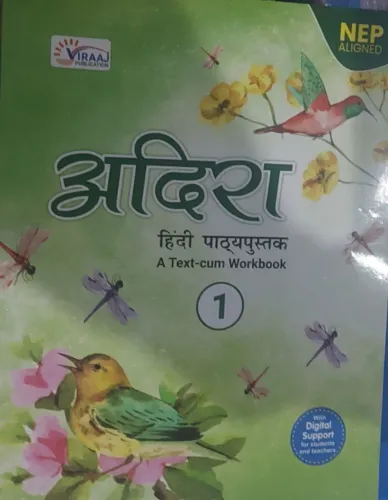 VIRAAJ
PUBLICATION
NEP
ALIGNED
अदिरा
हिंदी पाठ्यपुस्तक
A Text-cum Workbook
1
With
Digital
Support
for students
and teachers